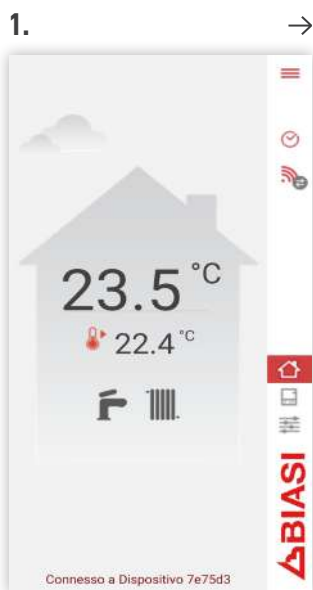 1. →
23.5 °C
22.4 °C
BIASI
Connesso a Dispositivo 7e75d3